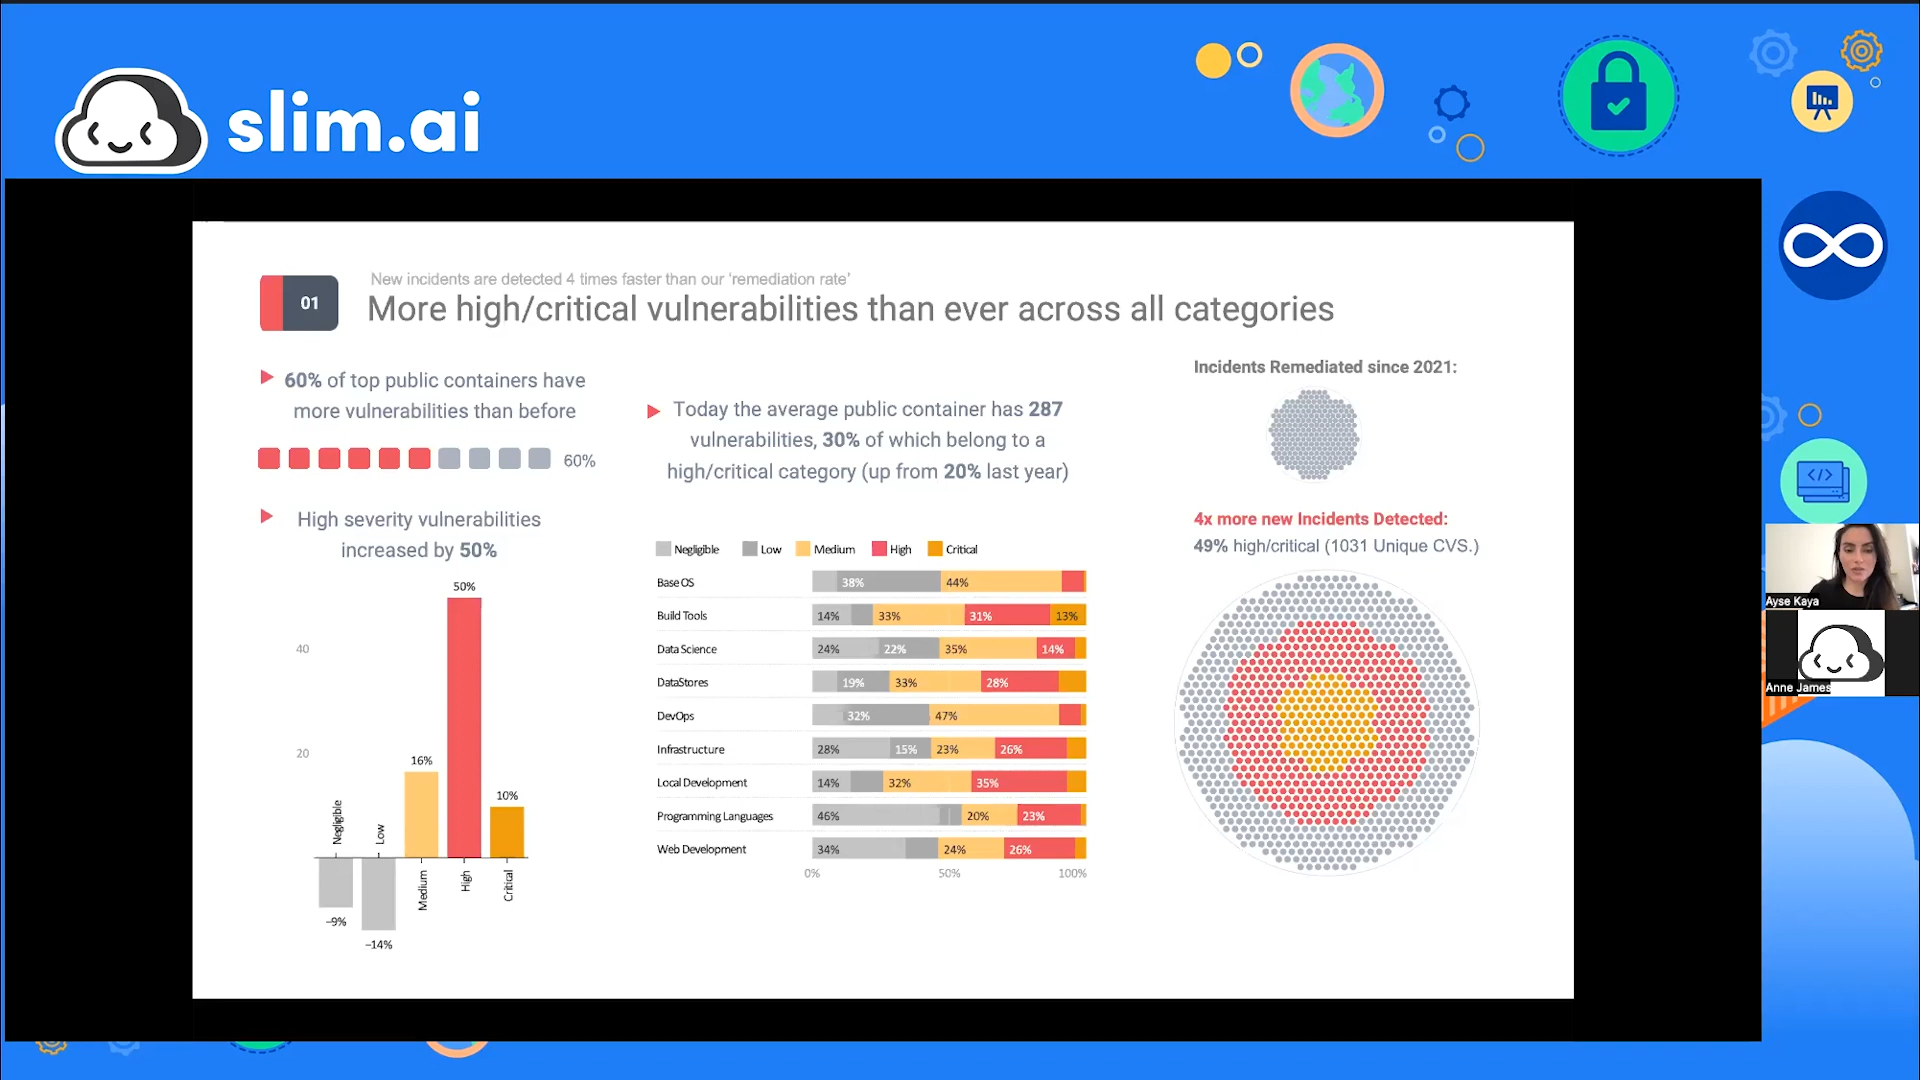 slim.ai
01
New incidents are detected 4 times faster than our ‘remediation rate’
More high/critical vulnerabilities than ever across all categories
60% of top public containers have
more vulnerabilities than before
60%
High severity vulnerabilities
increased by 50%
50%
40
20
16%
10%
Negligible
Low
Medium
High
Critical
–9%
–14%
Today the average public container has 287
vulnerabilities, 30% of which belong to a
high/critical category (up from 20% last year)
Negligible Low Medium High Critical
Base OS 38% 44%
Build Tools 14% 33% 31% 13%
Data Science 24% 22% 35% 14%
DataStores 19% 33% 28%
DevOps 32% 47%
Infrastructure 28% 15% 23% 26%
Local Development 14% 32% 35%
Programming Languages 46% 20% 23%
Web Development 34% 24% 26%
0% 50% 100%
Incidents Remediated since 2021:
4x more new Incidents Detected:
49% high/critical (1031 Unique CVS.)
</>
Ayse Kaya
Anne James